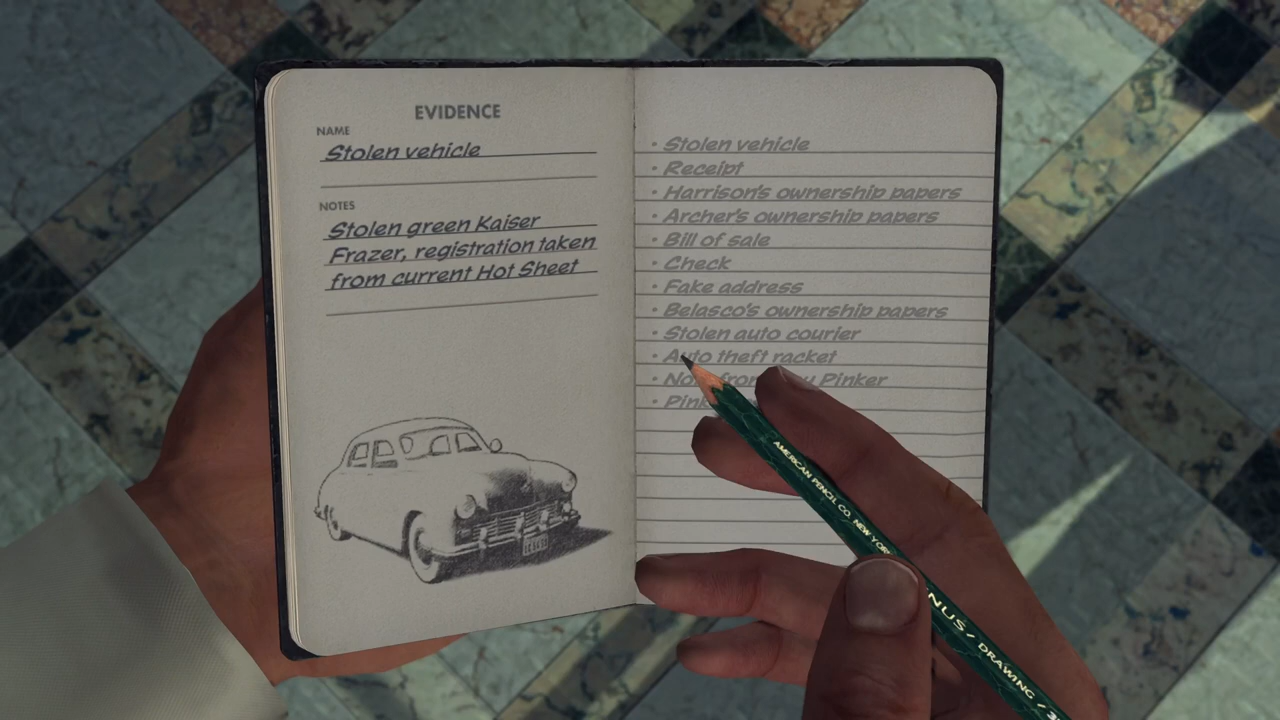 EVIDENCE
NAME
Stolen vehicle
NOTES
Stolen green Kaiser
Frazer, registration taken
from current Hot Sheet
• Stolen vehicle
• Receipt
• Harrison's ownership papers
• Archer's ownership papers
• Bill of sale
• Check
• Fake address
• Belasco's ownership papers
• Stolen auto courier
• Auto theft racket
• Pinker
AMERICAN PENCIL CO. NEW YORK
DRAWING